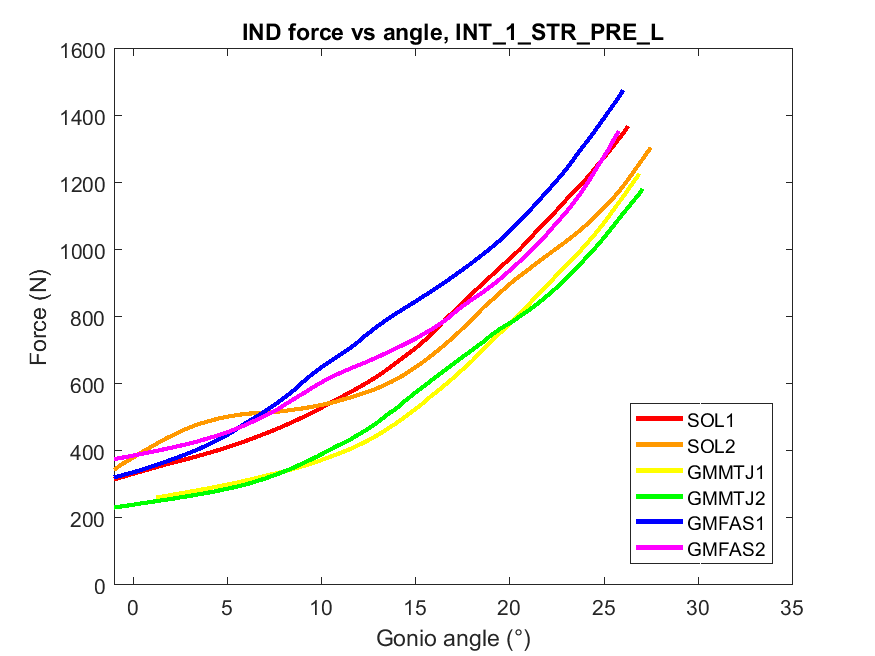 IND force vs angle, INT_1_STR_PRE_L
1600
1400
1200
1000
800
600
400
200
0
Force (N)
0 5 10 15 20 25 30 35
Gonio angle (°)
SOL1
SOL2
GMMTJ1
GMMTJ2
GMFAS1
GMFAS2